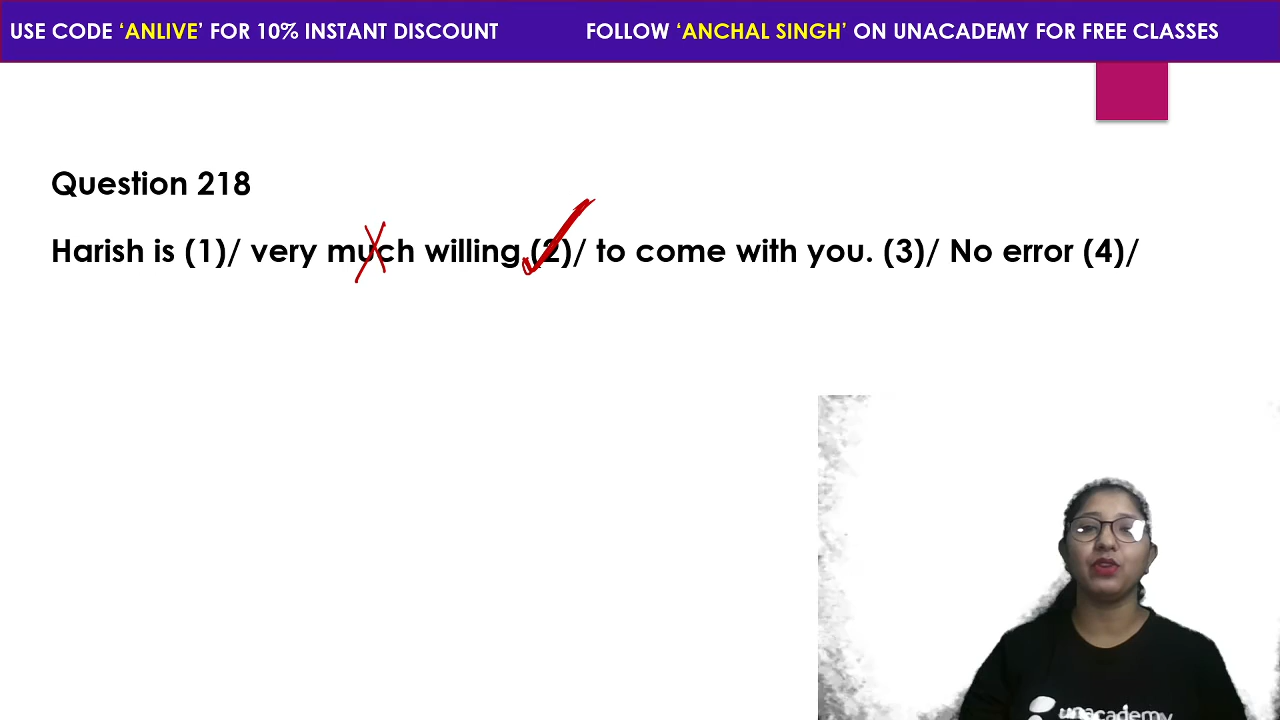 USE CODE ‘ANLIVE’ FOR 10% INSTANT DISCOUNT
FOLLOW ‘ANCHAL SINGH’ ON UNACADEMY FOR FREE CLASSES
Question 218
Harish is (1)/ very much willing (2)/ to come with you. (3)/ No error (4)/
unacademy